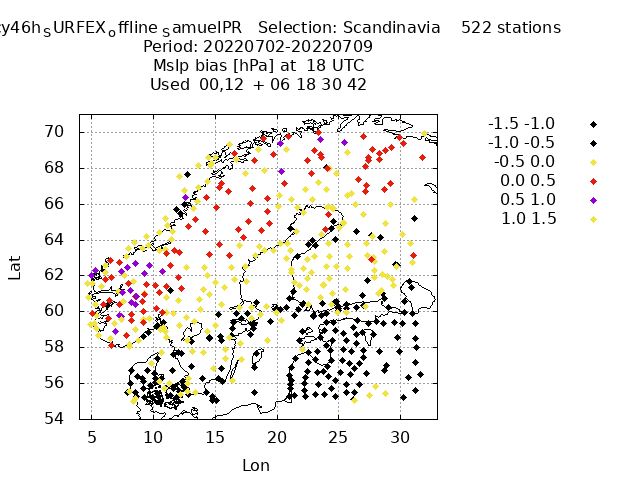 cy46h_SURFEX_offline_samuelPR Selection: Scandinavia 522 stations
Period: 20220702-20220709
Mslp bias [hPa] at 18 UTC
Used 00,12 + 06 18 30 42
-1.5 -1.0
-1.0 -0.5
-0.5 0.0
0.0 0.5
0.5 1.0
1.0 1.5
70
68
66
64
62
60
58
56
54
5 10 15 20 25 30
Lat
Lon